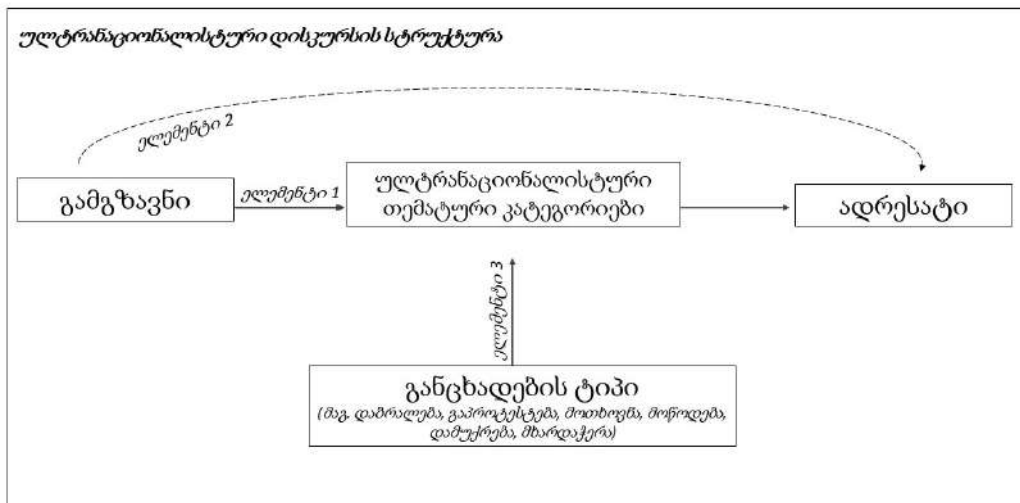 ულტრანაციონალისტური დისკურსის სტრუქტურა
ელემენტი 2
გამგზავნი
ელემენტი 1
ულტრანაციონალისტური
თემატური კატეგორიები
ადრესატი
ელემენტი 3
განცხადების ტიპი
(მაგ. დაბრალება, გაპროტესტება, მოთხოვნა, მოწოდება,
დამუქრება, მხარდაჭერა)